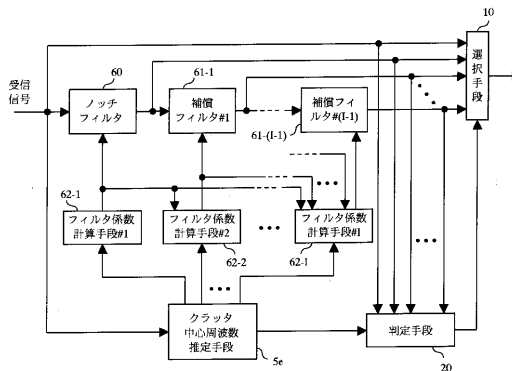 10
60
61-1
受信
信号
ノッチ
フィルタ
補償
フィルタ#1
補償フィ
ルタ#(I-1)
選択手段
61-(I-1)
62-1
フィルタ係数
計算手段#1
フィルタ係数
計算手段#2
フィルタ係数
計算手段#I
62-2
62-1
クラッタ
中心周波数
推定手段
5e
判定手段
20